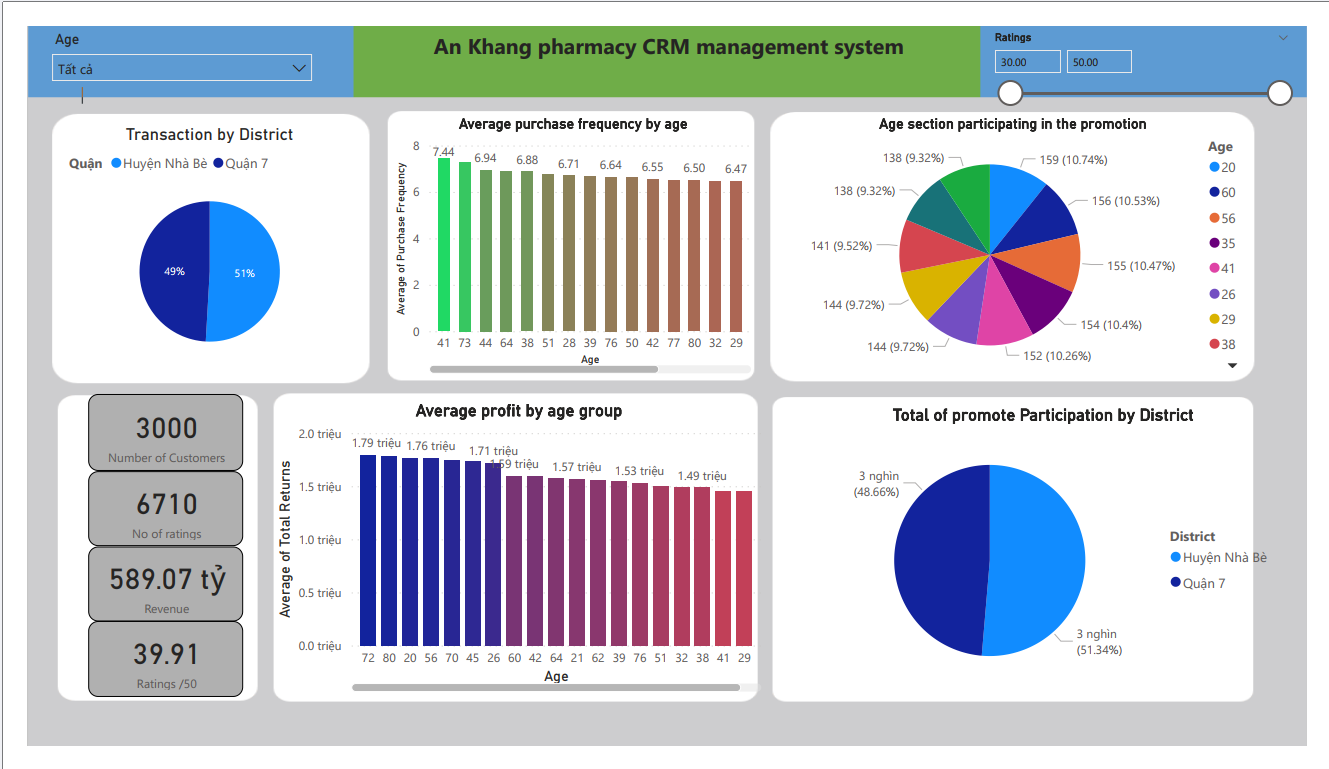 Age
Tất cả
An Khang pharmacy CRM management system
Ratings
30.00
50.00
Transaction by District
Quận Huyện Nhà Bè Quận 7
49%
51%
Average purchase frequency by age
Average of Purchase Frequency
8
6
4
2
0
7.44
6.94
6.88
6.71
6.64
6.55
6.50
6.47
41 73 44 64 38 51 28 39 76 50 42 77 80 32 29
Age
Age section participating in the promotion
159 (10.74%)
156 (10.53%)
155 (10.47%)
154 (10.4%)
152 (10.26%)
144 (9.72%)
144 (9.72%)
141 (9.52%)
138 (9.32%)
138 (9.32%)
Age
20
60
56
35
41
26
29
38
3000
Number of Customers
6710
No of ratings
589.07 tỷ
Revenue
39.91
Ratings /50
Average profit by age group
Average of Total Returns
2.0 triệu
1.5 triệu
1.0 triệu
0.5 triệu
0.0 triệu
1.79 triệu
1.76 triệu
1.71 triệu
1.59 triệu
1.57 triệu
1.53 triệu
1.49 triệu
72 80 20 56 70 45 26 60 42 64 21 62 39 76 51 32 38 41 29
Age
Total of promote Participation by District
3 nghìn
(48.66%)
3 nghìn
(51.34%)
District
Huyện Nhà Bè
Quận 7